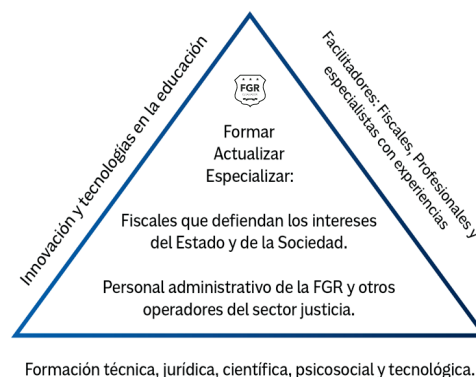 Innovación y tecnologías en la educación
Facilitadores: Fiscales, Profesionales y
especialistas con experiencias
FGR
Formar
Actualizar
Especializar:
Fiscales que defiendan los intereses
del Estado y de la Sociedad.
Personal administrativo de la FGR y otros
operadores del sector justicia.
Formación técnica, jurídica, científica, psicosocial y tecnológica.